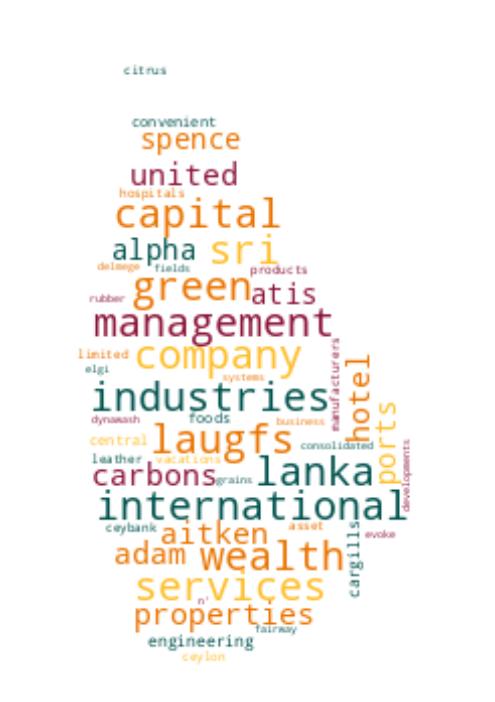 citrus
convenient
spence
united
hospitals
capital
alpha sri
delmege fields products
green atis
rubber
management
limited company manufacturers
elgi systems
industries hotel
dynawash foods business ports
central laugfs consolidated
leather vacations developments
carbons grains lanka
international
ceybank aitken asset evoke
adam wealth cargills
services
n'
properties
fairway
engineering
ceylon